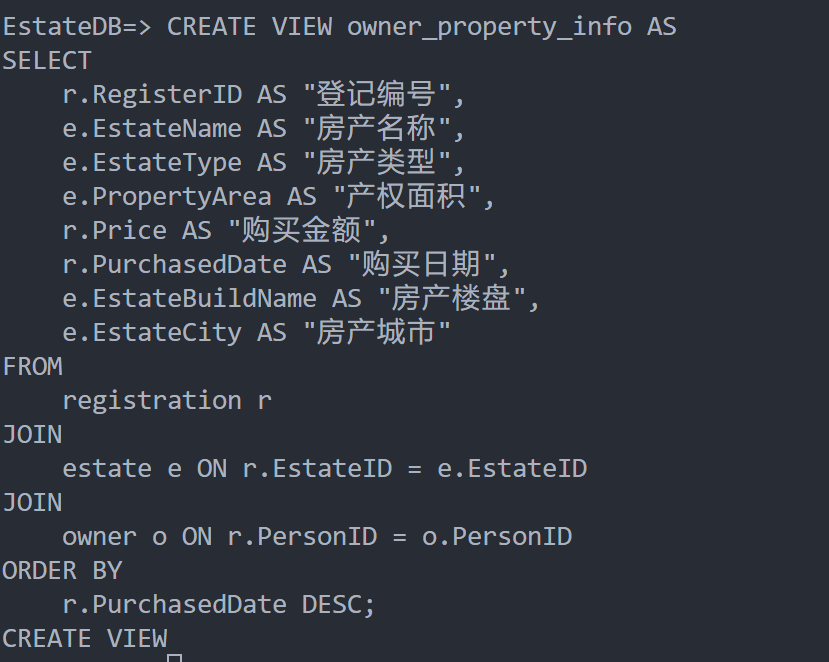 EstateDB=> CREATE VIEW owner_property_info AS
SELECT
    r.RegisterID AS "登记编号",
    e.EstateName AS "房产名称",
    e.EstateType AS "房产类型",
    e.PropertyArea AS "产权面积",
    r.Price AS "购买金额",
    r.PurchasedDate AS "购买日期",
    e.EstateBuildName AS "房产楼盘",
    e.EstateCity AS "房产城市"
FROM
    registration r
JOIN
    estate e ON r.EstateID = e.EstateID
JOIN
    owner o ON r.PersonID = o.PersonID
ORDER BY
    r.PurchasedDate DESC;
CREATE VIEW